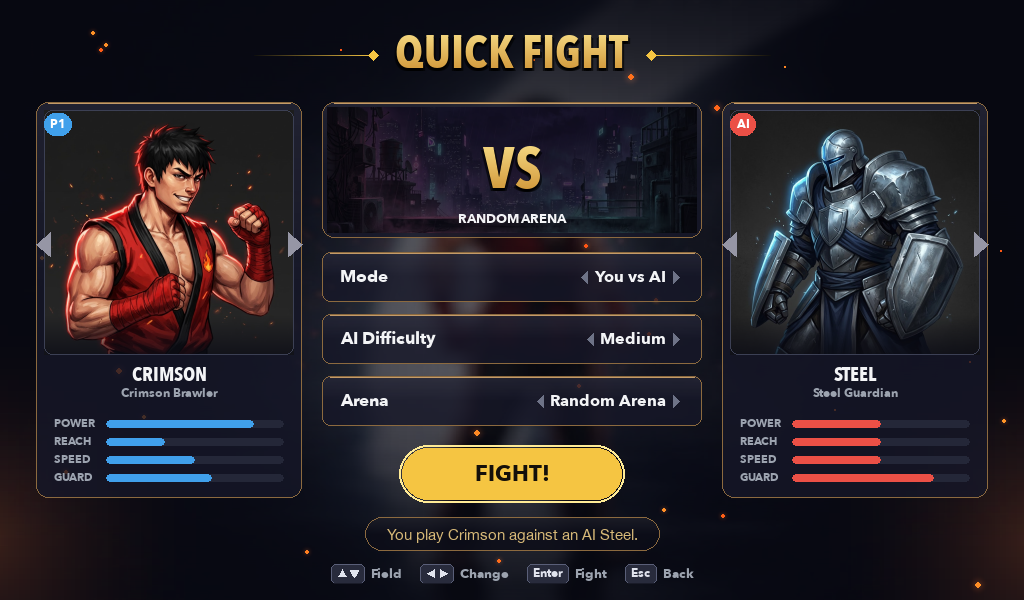 QUICK FIGHT
P1
CRIMSON
Crimson Brawler
POWER
REACH
SPEED
GUARD
VS
RANDOM ARENA
Mode
You vs AI
AI Difficulty
Medium
Arena
Random Arena
FIGHT!
You play Crimson against an AI Steel.
AI
STEEL
Steel Guardian
POWER
REACH
SPEED
GUARD
Field
Change
Enter Fight
Esc Back